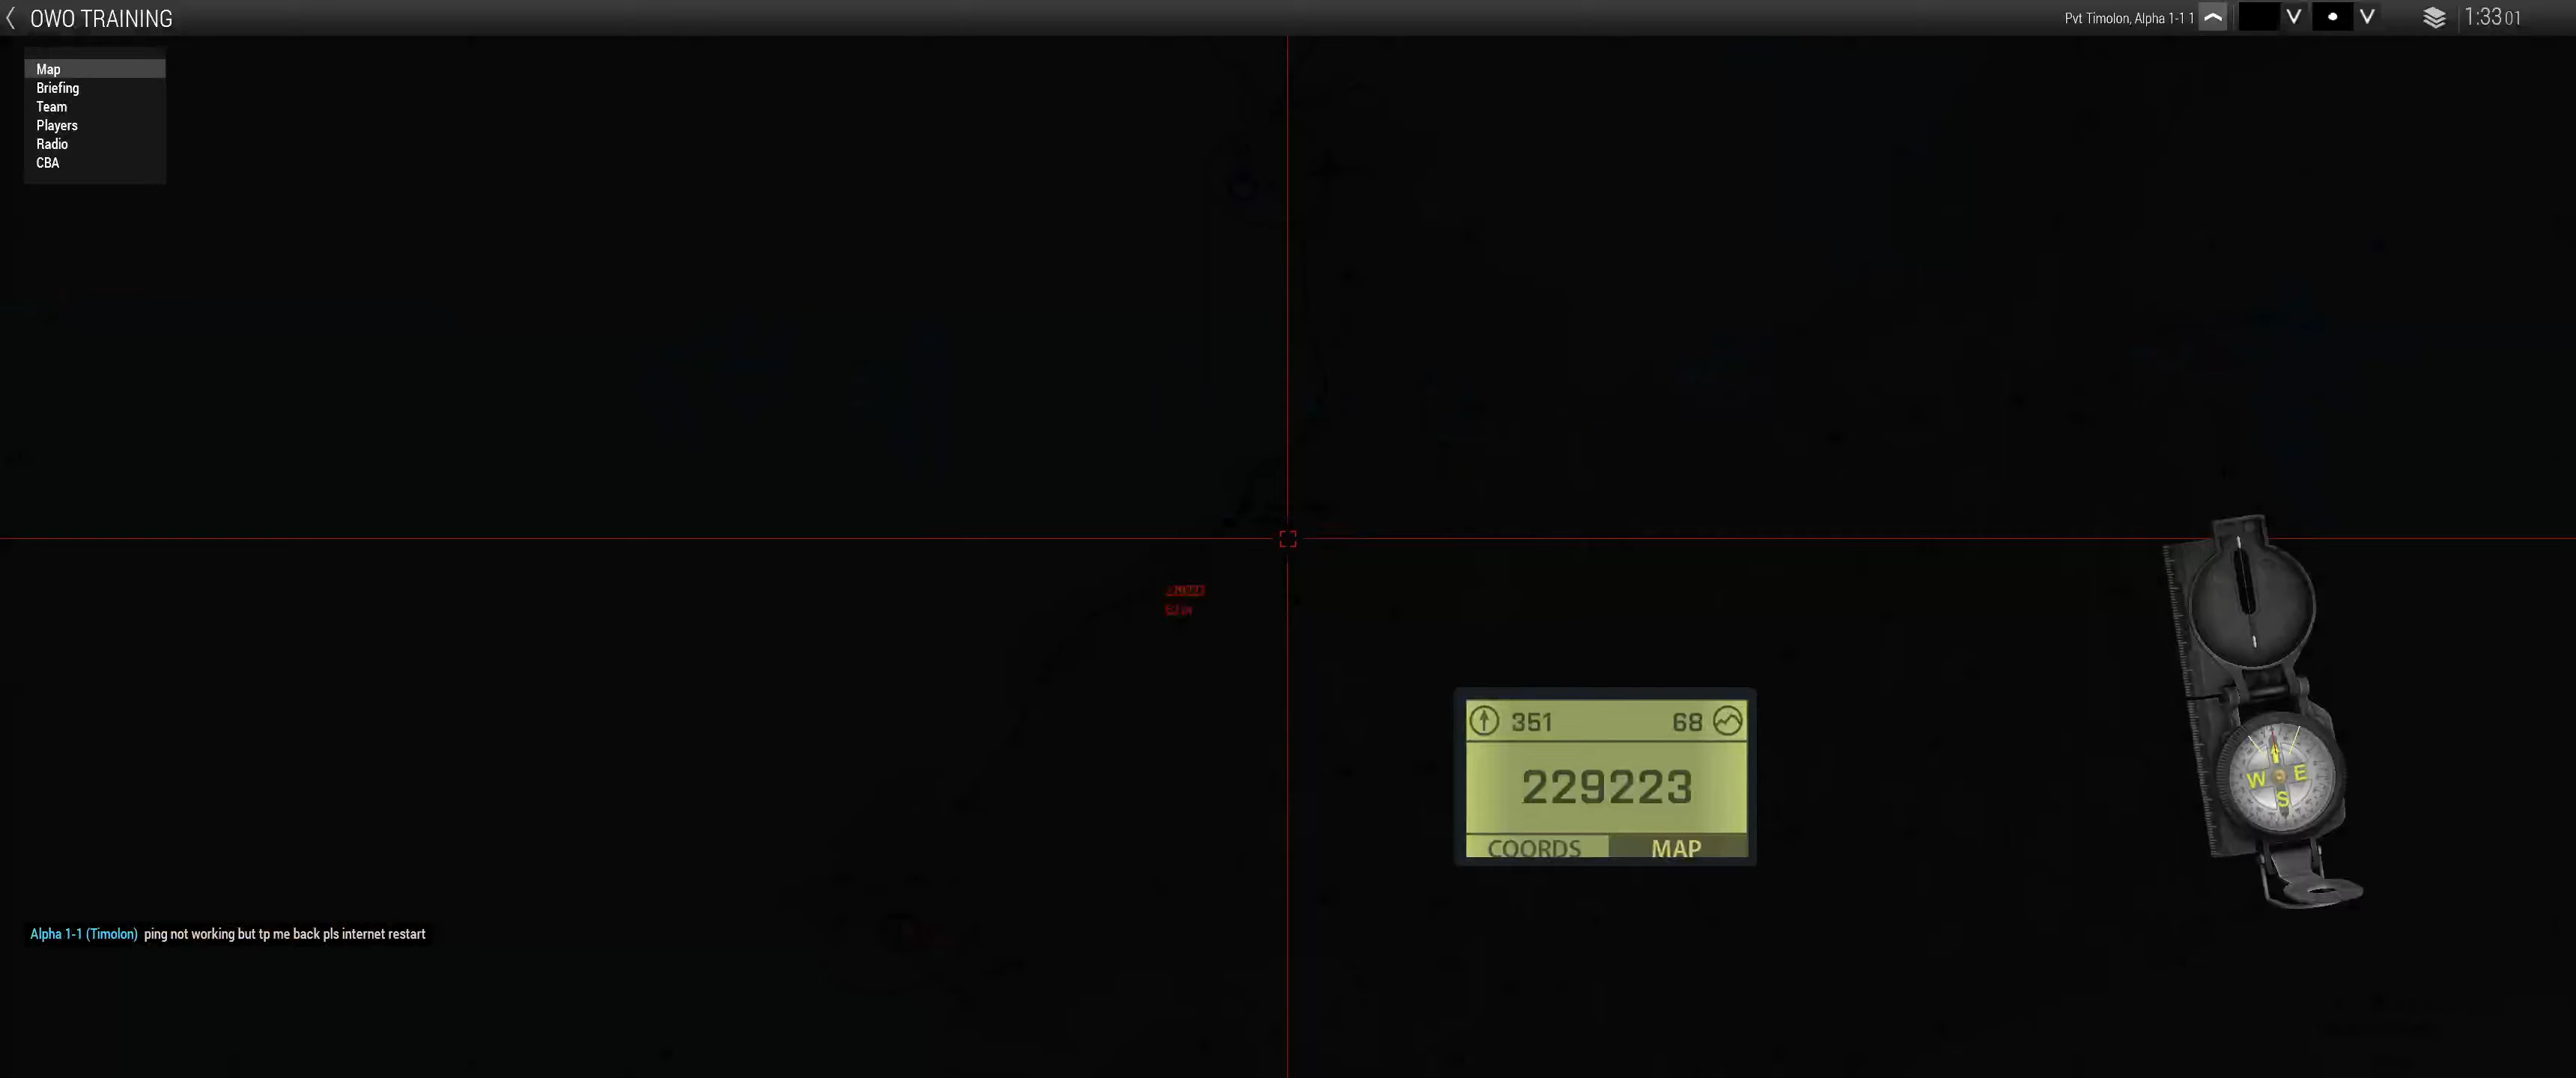 OWO TRAINING
Pvt Timolon, Alpha 1-1 1
1:33 01
Map
Briefing
Team
Players
Radio
CBA
351
68
229223
COORDS
MAP
W
E
S
Alpha 1-1 (Timolon) ping not working but tp me back pls internet restart